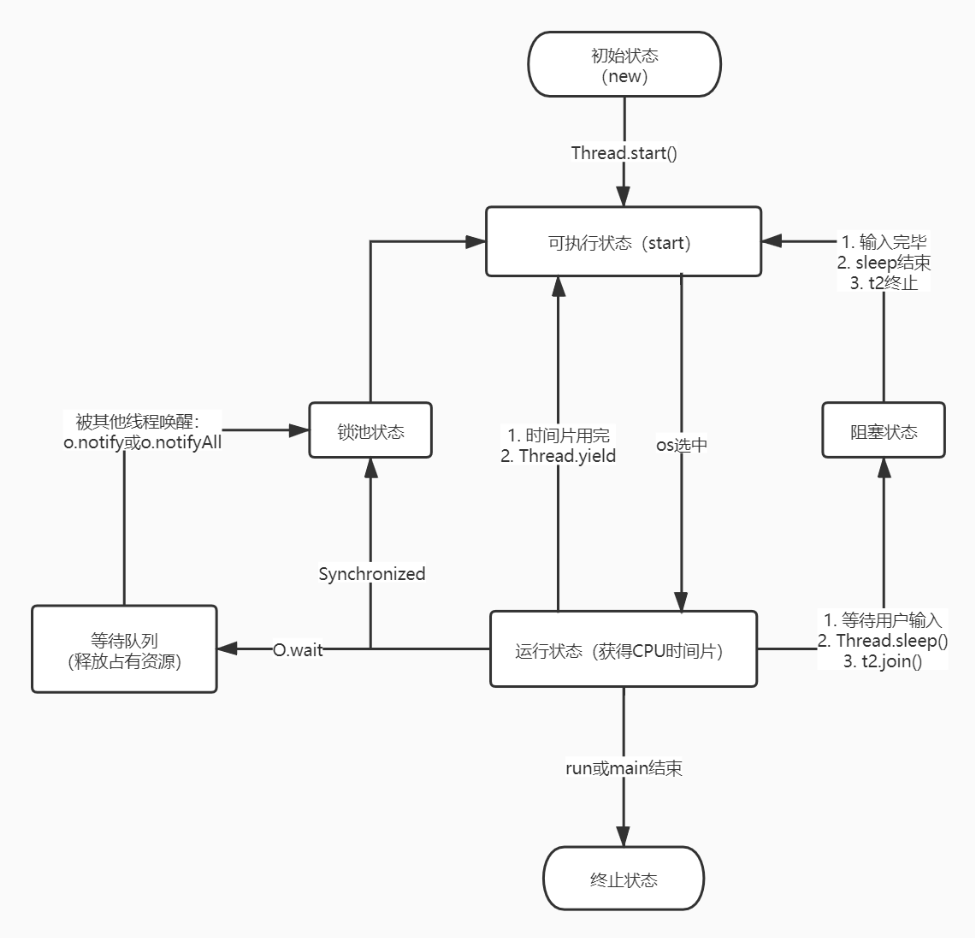 初始状态
（new）
Thread.start()
可执行状态（start）
1. 输入完毕
2. sleep结束
3. t2终止
被其他线程唤醒：
o.notify或o.notifyAll
锁池状态
1. 时间片用完
2. Thread.yield
os选中
阻塞状态
Synchronized
等待队列
（释放占有资源）
O.wait
运行状态（获得CPU时间片）
1. 等待用户输入
2. Thread.sleep()
3. t2.join()
run或main结束
终止状态